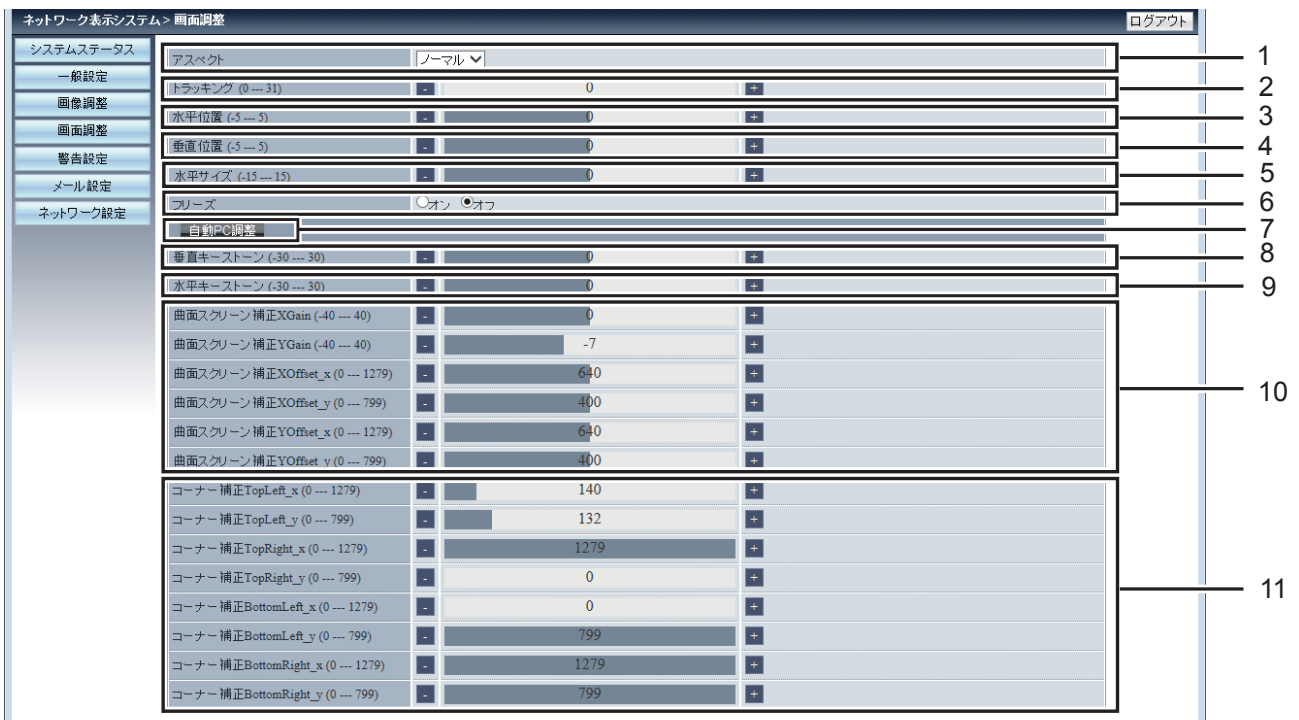 ネットワーク表示システム> 画面調整
ログアウト
システムステータス
一般設定
画像調整
画面調整
警告設定
メール設定
ネットワーク設定
アスペクト ノーマル 1
トラッキング (0 --- 31) - 0 + 2
水平位置 (-5 --- 5) - 0 + 3
垂直位置 (-5 --- 5) - 0 + 4
水平サイズ (-15 --- 15) - 0 + 5
フリーズ オン オフ 6
自動PC調整 7
垂直キーストーン (-30 --- 30) - 0 + 8
水平キーストーン (-30 --- 30) - 0 + 9
曲面スクリーン補正XGain (-40 --- 40) - 0 +
曲面スクリーン補正YGain (-40 --- 40) - -7 +
曲面スクリーン補正XOffset_x (0 --- 1279) - 640 +
10
曲面スクリーン補正XOffset_y (0 --- 799) - 400 +
曲面スクリーン補正YOffset_x (0 --- 1279) - 640 +
曲面スクリーン補正YOffset_y (0 --- 799) - 400 +
コーナー補正TopLeft_x (0 --- 1279) - 140 +
コーナー補正TopLeft_y (0 --- 799) - 132 +
コーナー補正TopRight_x (0 --- 1279) - 1279 +
コーナー補正TopRight_y (0 --- 799) - 0 +
11
コーナー補正BottomLeft_x (0 --- 1279) - 0 +
コーナー補正BottomLeft_y (0 --- 799) - 799 +
コーナー補正BottomRight_x (0 --- 1279) - 1279 +
コーナー補正BottomRight_y (0 --- 799) - 799 +